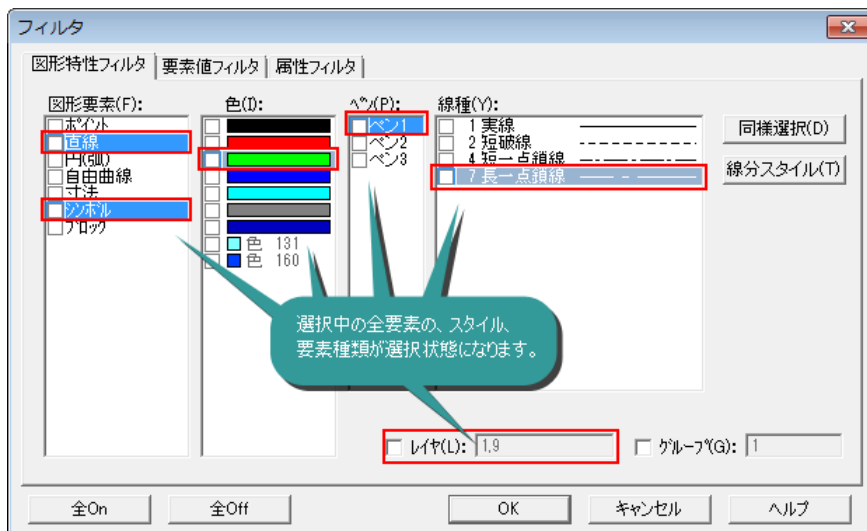 フィルタ
図形特性フィルタ 要素値フィルタ 属性フィルタ
図形要素(F):
ポイント
直線
円(弧)
自由曲線
寸法
シンボル
ブロック
色(I):
色 131
色 160
ペン(P):
ペン1
ペン2
ペン3
線種(Y):
1 実線
2 短破線
4 短一点鎖線
7 長一点鎖線
同様選択(D)
線分スタイル(T)
選択中の全要素の、スタイル、
要素種類が選択状態になります。
レイヤ(L): 1,9
グループ(G): 1
全On 全Off OK キャンセル ヘルプ